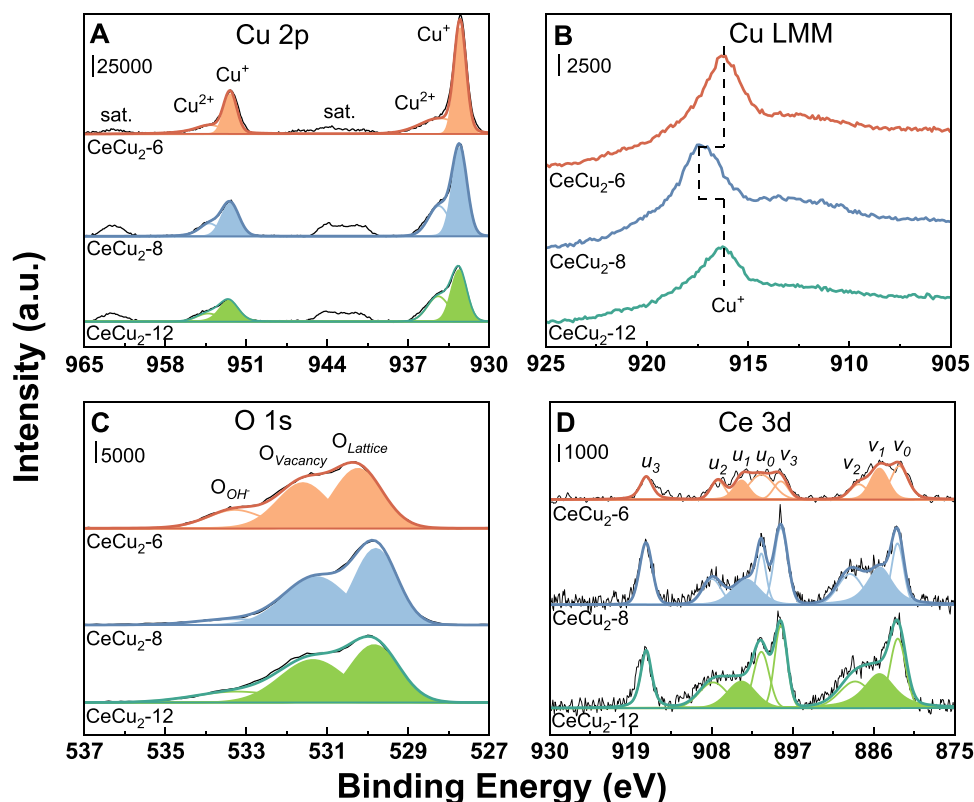 Intensity (a.u.)
A
Cu 2p
25000
Cu⁺
Cu⁺
Cu²⁺
Cu²⁺
sat.
sat.
CeCu₂-6
CeCu₂-8
CeCu₂-12
965 958 951 944 937 930
B
Cu LMM
2500
CeCu₂-6
CeCu₂-8
Cu⁺
CeCu₂-12
925 920 915 910 905
C
O 1s
5000
O_Lattice
O_Vacancy
O_OH⁻
CeCu₂-6
CeCu₂-8
CeCu₂-12
537 535 533 531 529 527
D
Ce 3d
1000
u₃ u₂ u₁ u₀ v₃ v₂ v₁ v₀
CeCu₂-6
CeCu₂-8
CeCu₂-12
930 919 908 897 886 875
Binding Energy (eV)